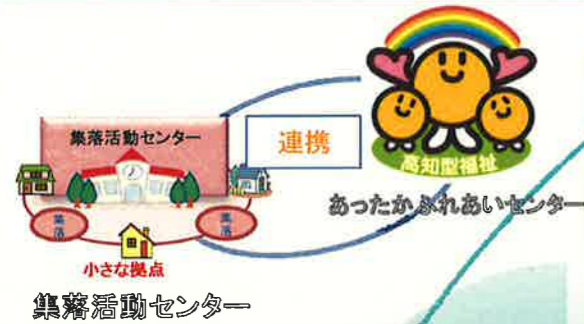 集落活動センター
連携
高知型福祉
あったかふれあいセンター
集落
集落
小さな拠点
集落活動センター